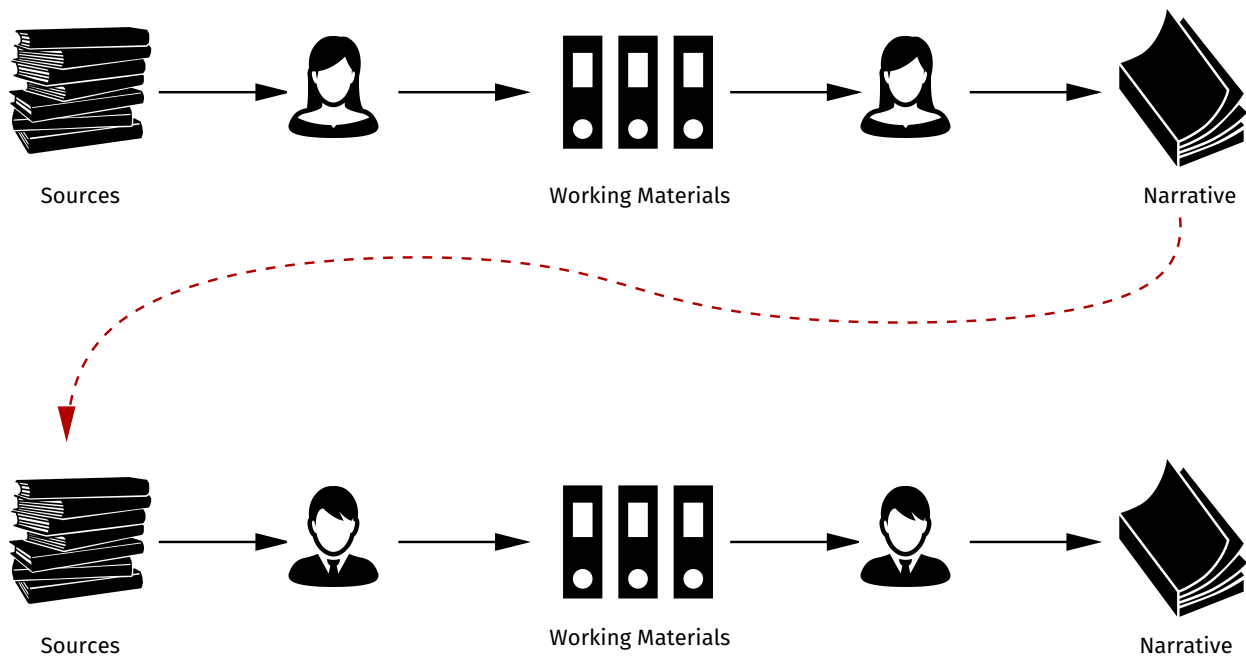 Sources
Working Materials
Narrative
Sources
Working Materials
Narrative